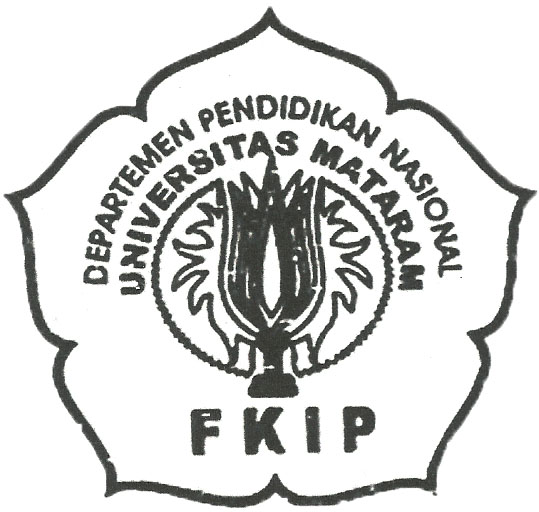 DEPARTEMEN PENDIDIKAN NASIONAL
UNIVERSITAS MATARAM
FKIP